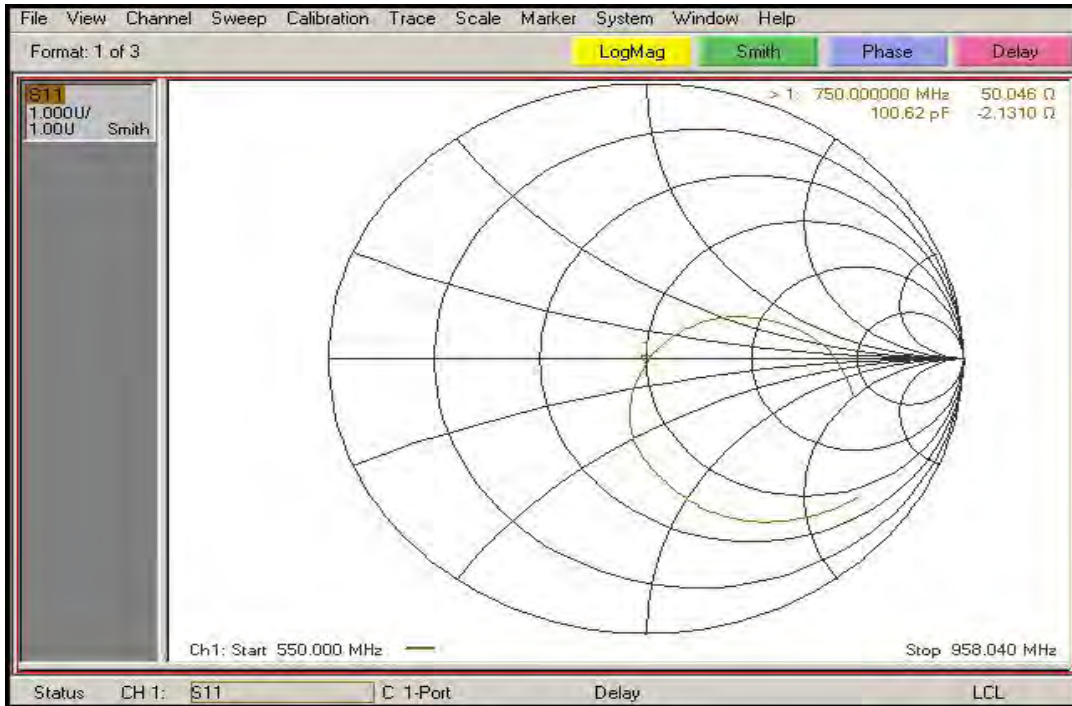 File View Channel Sweep Calibration Trace Scale Marker System Window Help
Format: 1 of 3 LogMag Smith Phase Delay
S11
1.000U/
1.00U Smith
> 1: 750.000000 MHz 50.046 Ω
100.62 pF -2.1310 Ω
Ch1: Start 550.000 MHz Stop 958.040 MHz
Status CH 1: S11 C 1-Port Delay LCL